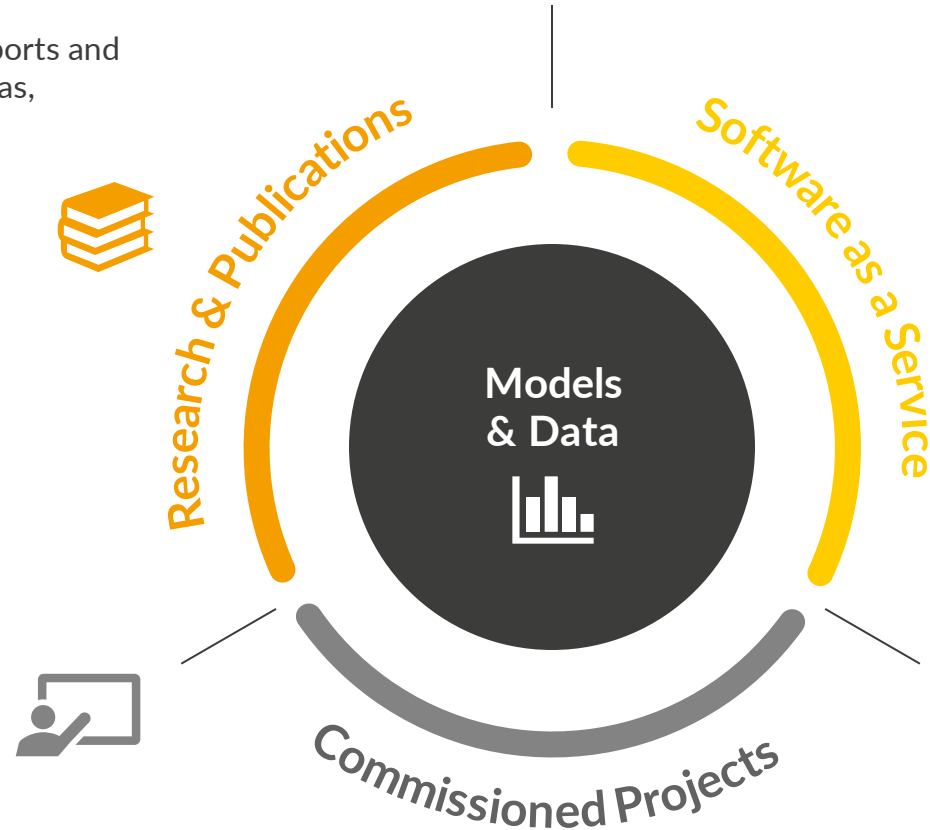 ports and
as,
Research & Publications
Software as a Service
Models
& Data
Commissioned Projects